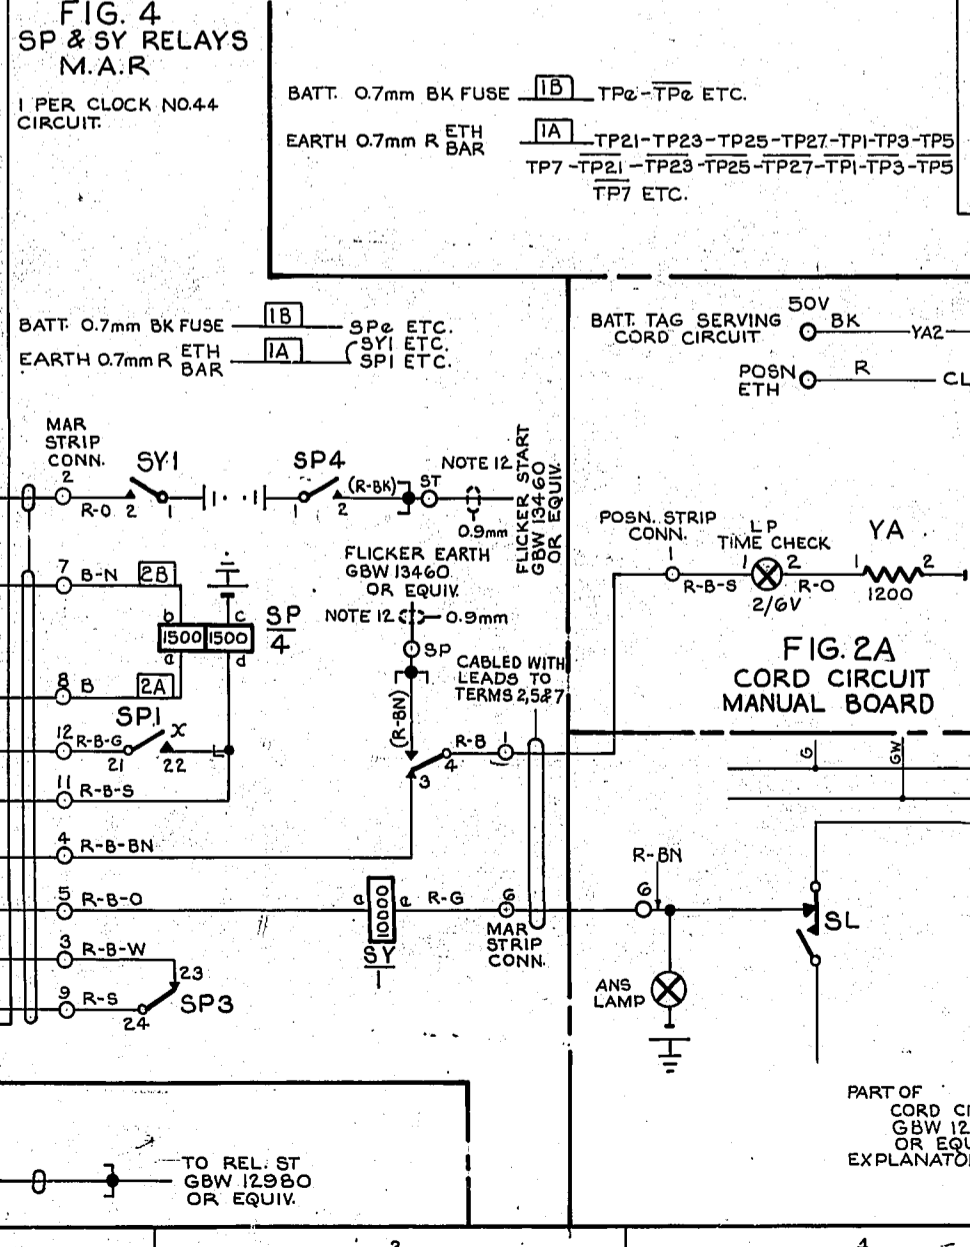 FIG. 4
SP & SY RELAYS
M.A.R
1 PER CLOCK NO.44
CIRCUIT.
BATT. 0.7mm BK FUSE 1B TPe-TPe ETC.
EARTH 0.7mm R ETH BAR 1A TP21-TP23-TP25-TP27-TP1-TP3-TP5
TP7-TP21-TP23-TP25-TP27-TP1-TP3-TP5
TP7 ETC.
BATT. 0.7mm BK FUSE 1B SPe ETC.
SY1 ETC.
EARTH 0.7mm R ETH BAR 1A SP1 ETC.
50V
BATT. TAG SERVING
CORD CIRCUIT
BK
YA2
POSN
ETH
R
CL
MAR
STRIP
CONN.
2
R-O
2
SY1
1
SP4
1
2
(R-BK)
ST
NOTE 12
0.9mm
FLICKER START
GBW 13460
OR EQUIV.
7
B-N
2B
FLICKER EARTH
GBW 13460
OR EQUIV.
NOTE 12
0.9mm
SP
b
c
1500
1500
a
d
SP
4
8
B
2A
CABLED WITH
LEADS TO
TERMS 2,5&7
(R-BN)
SP1
X
12
R-B-G
21
22
R-B
1
4
3
11
R-B-S
4
R-B-BN
5
R-B-O
a
10000
e
R-G
6
MAR
STRIP
CONN.
SY
1
3
R-B-W
23
9
R-S
24
SP3
POSN. STRIP
CONN.
1
R-B-S
LP
TIME CHECK
1
2
2/6V
R-O
YA
1
2
1200
FIG. 2A
CORD CIRCUIT
MANUAL BOARD
G
GW
R-BN
6
SL
ANS
LAMP
PART OF
CORD CI
GBW 12
OR EQU
EXPLANATO
TO REL. ST
GBW 12980
OR EQUIV.